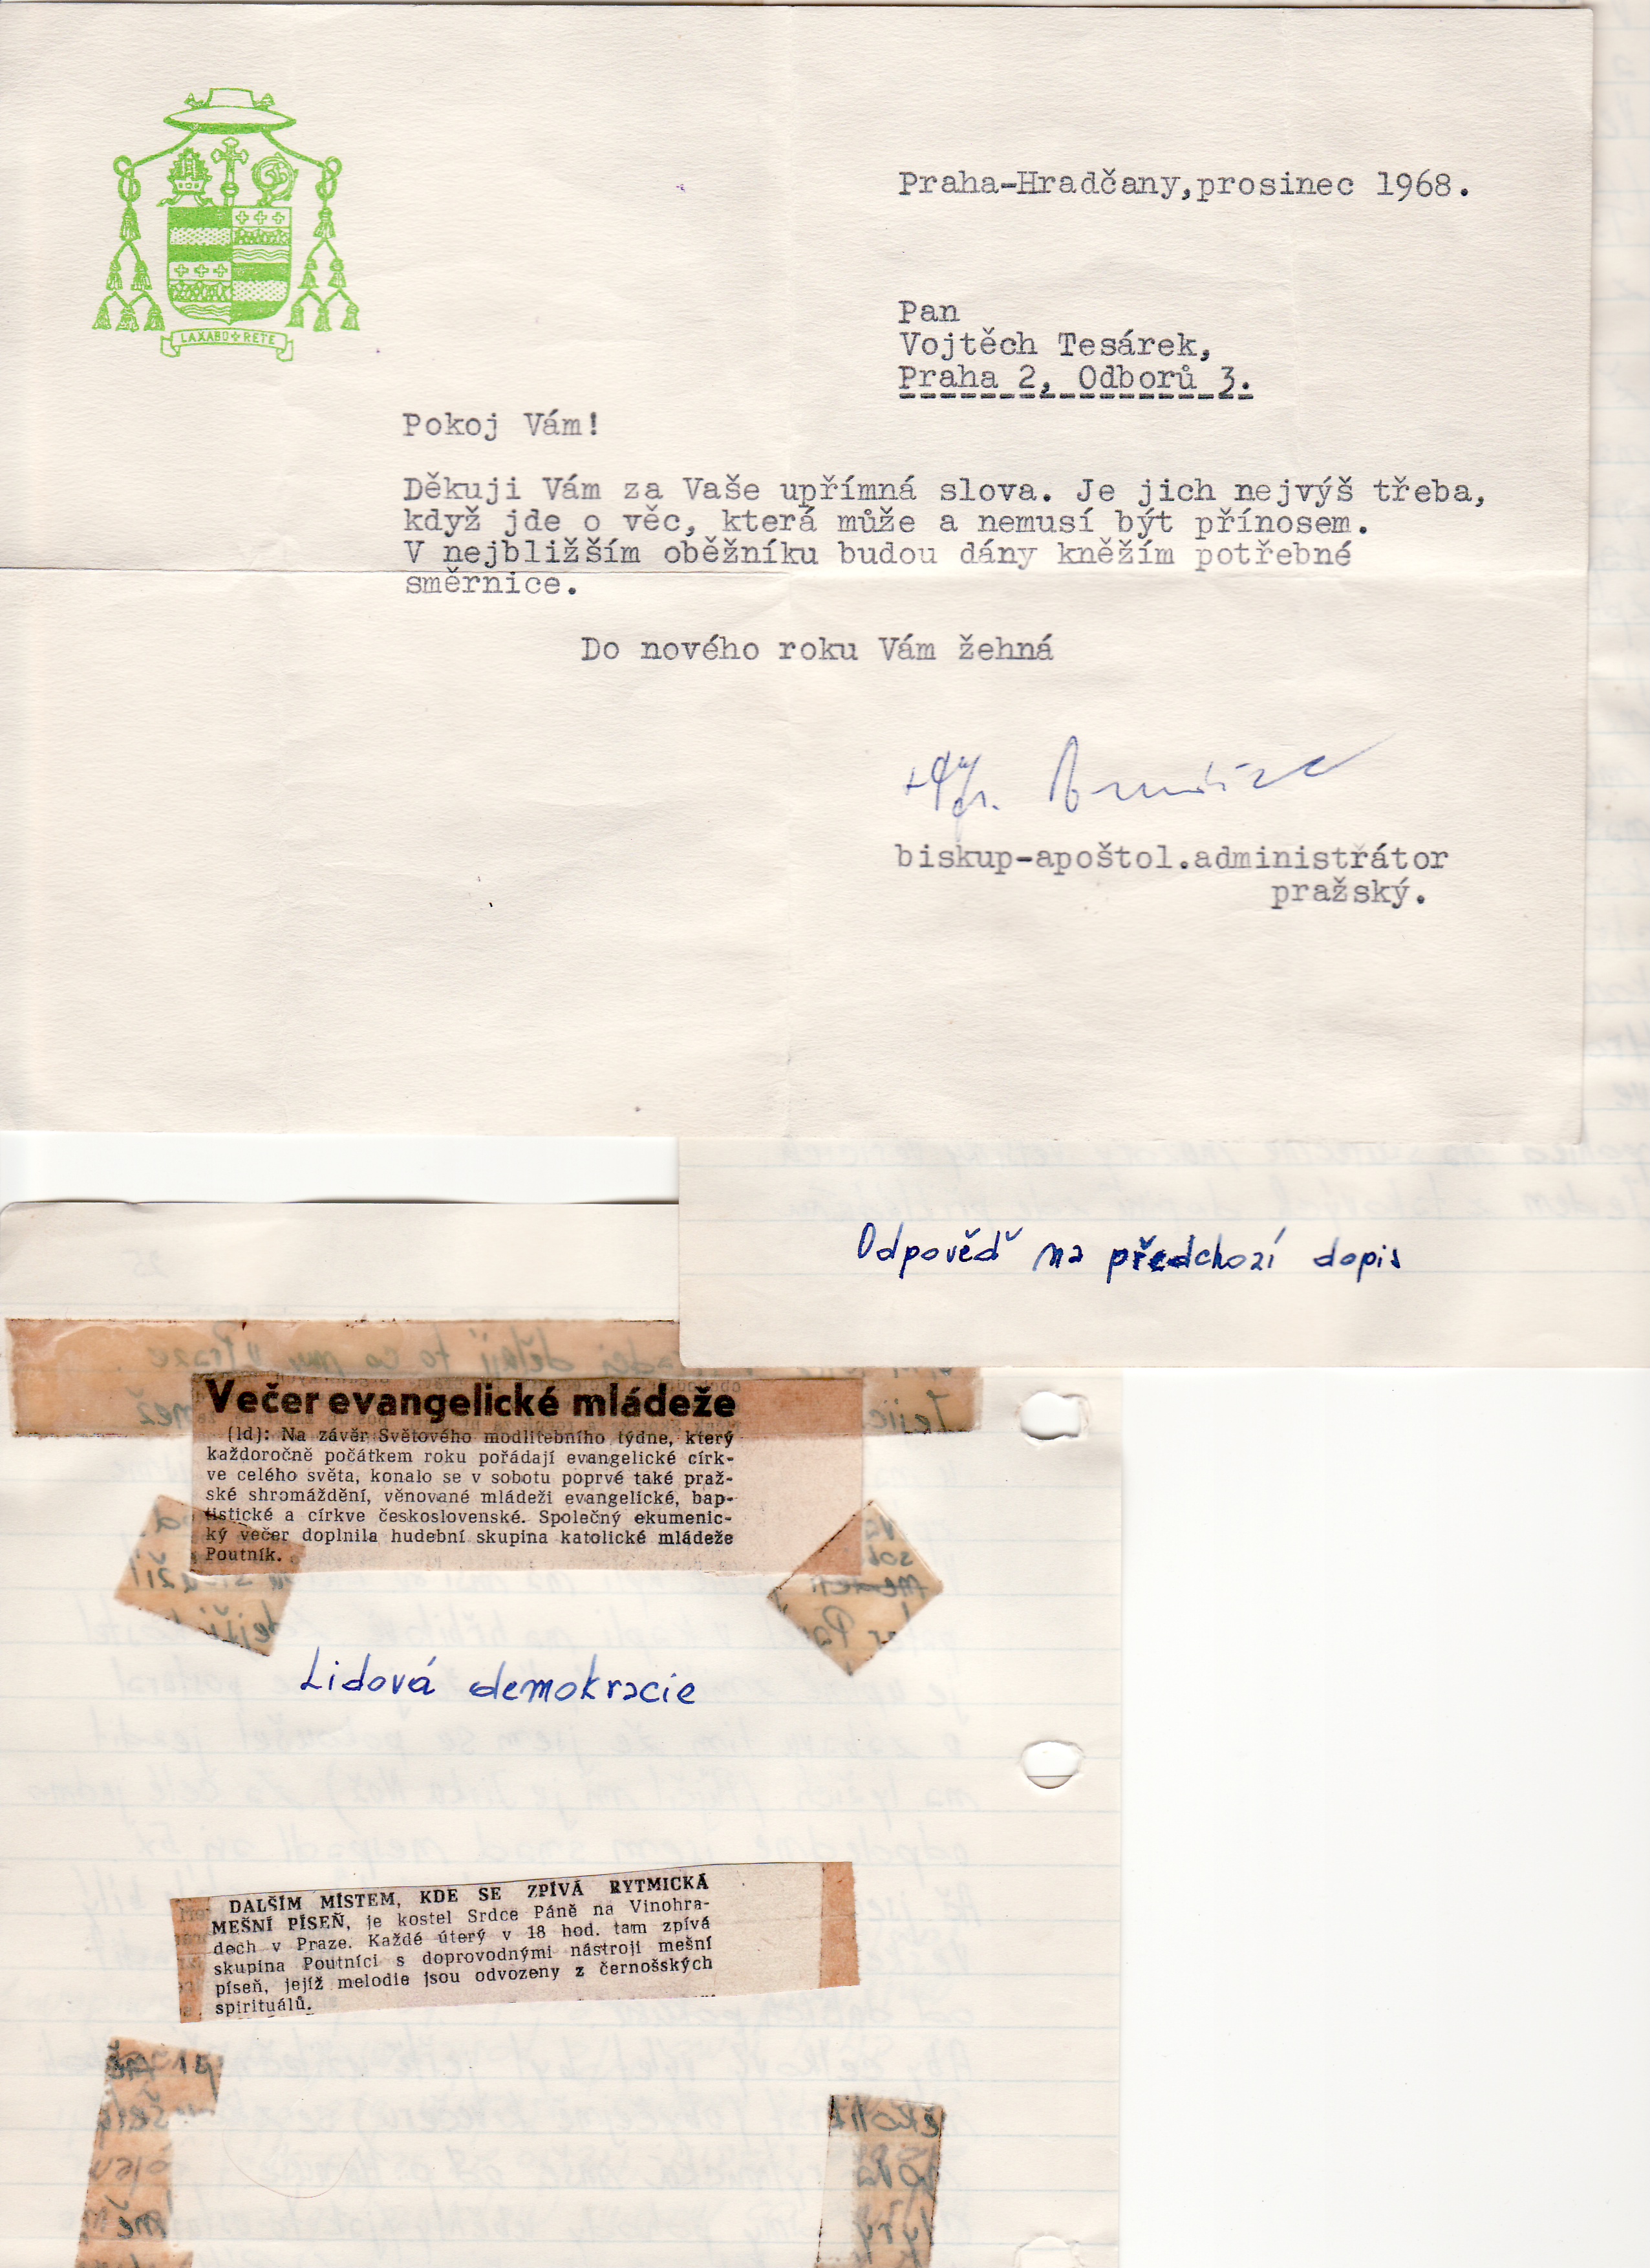 LAXABO + RETE
Praha-Hradčany,prosinec 1968.
Pan
Vojtěch Tesárek,
Praha 2, Odborů 3.
Pokoj Vám!
Děkuji Vám za Vaše upřímná slova. Je jich nejvýš třeba,
když jde o věc, která může a nemusí být přínosem.
V nejbližším oběžníku budou dány kněžím potřebné
směrnice.
Do nového roku Vám žehná
biskup-apoštol.administřátor
pražský.
Odpověď na předchozí dopis
Večer evangelické mládeže
(ld): Na závěr Světového modlitebního týdne, který
každoročně počátkem roku pořádají evangelické círk-
ve celého světa, konalo se v sobotu poprvé také praž-
ské shromáždění, věnované mládeži evangelické, bap-
tistické a církve československé. Společný ekumenic-
ký večer doplnila hudební skupina katolické mládeže
Poutník.
Lidová demokracie
DALŠÍM MÍSTEM, KDE SE ZPÍVÁ RYTMICKÁ
MEŠNÍ PÍSEŇ, je kostel Srdce Páně na Vinohra-
dech v Praze. Každé úterý v 18 hod. tam zpívá
skupina Poutníci s doprovodnými nástroji mešní
píseň, jejíž melodie jsou odvozeny z černošských
spirituálů.